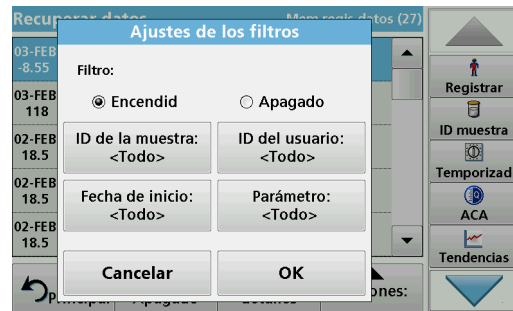 Recuperar datos Mem regis datos (27)
Ajustes de los filtros
03-FEB
-8.55
Filtro:
Encendid
Apagado
03-FEB
118
02-FEB
18.5
ID de la muestra:
<Todo>
ID del usuario:
<Todo>
02-FEB
18.5
Fecha de inicio:
<Todo>
Parámetro:
<Todo>
02-FEB
18.5
Cancelar
OK
Registrar
ID muestra
Temporizad
ACA
Tendencias